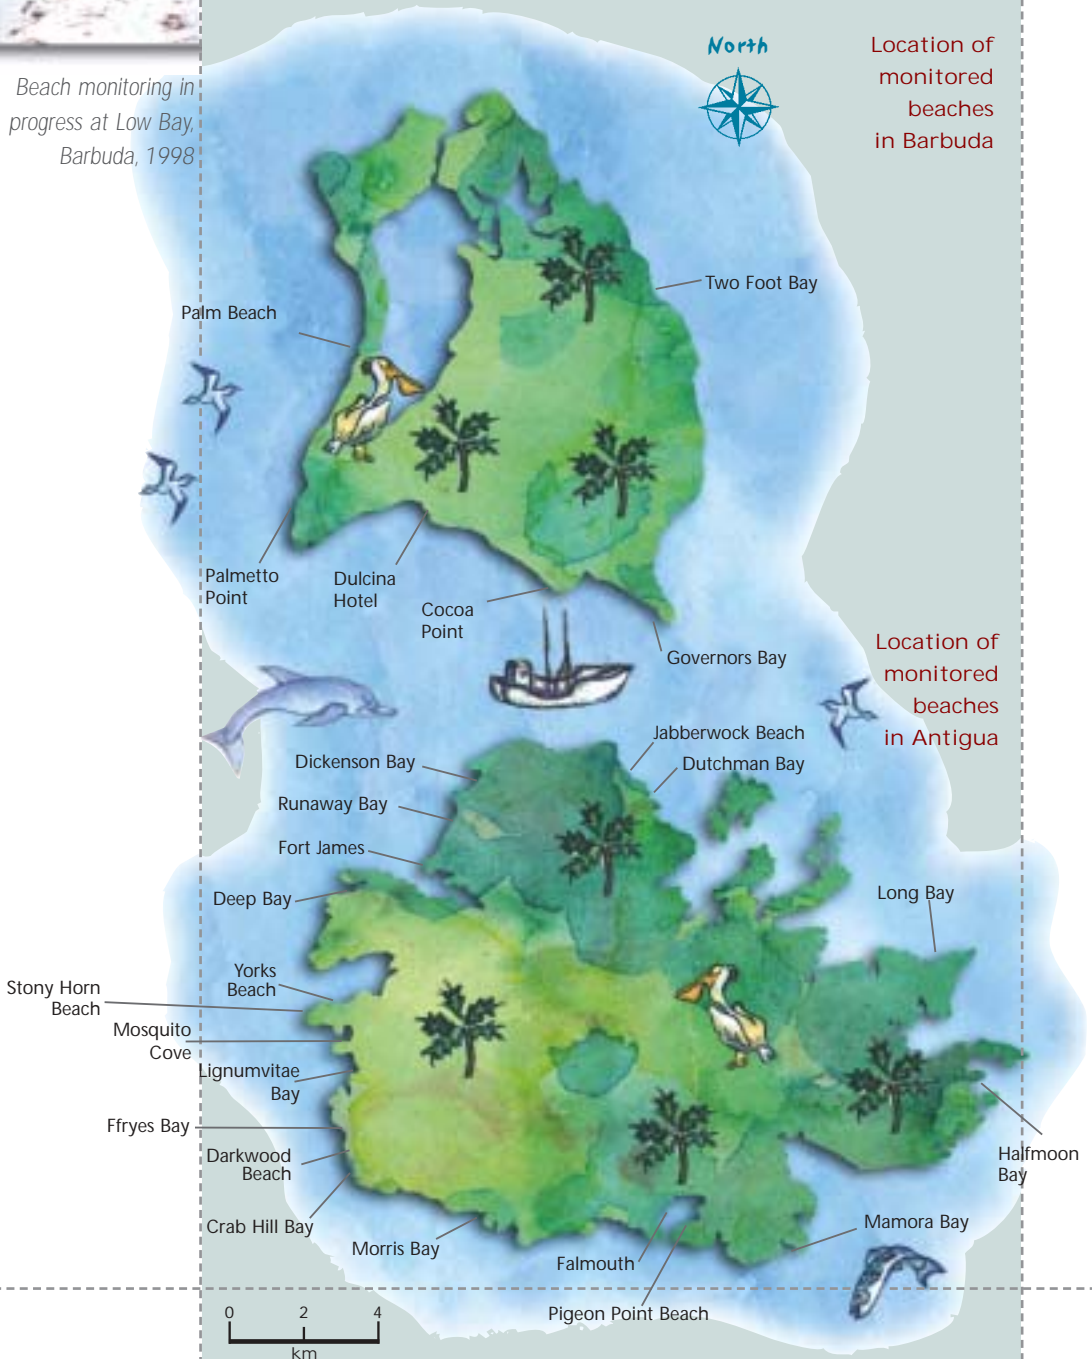 Beach monitoring in
progress at Low Bay,
Barbuda, 1998
North
Location of
monitored
beaches
in Barbuda
Two Foot Bay
Palm Beach
Palmetto
Point
Dulcina
Hotel
Cocoa
Point
Governors Bay
Location of
monitored
beaches
in Antigua
Jabberwock Beach
Dickenson Bay
Dutchman Bay
Runaway Bay
Fort James
Deep Bay
Long Bay
Yorks
Beach
Stony Horn
Beach
Mosquito
Cove
Lignumvitae
Bay
Ffryes Bay
Darkwood
Beach
Halfmoon
Bay
Crab Hill Bay
Mamora Bay
Morris Bay
Falmouth
Pigeon Point Beach
0 2 4
km